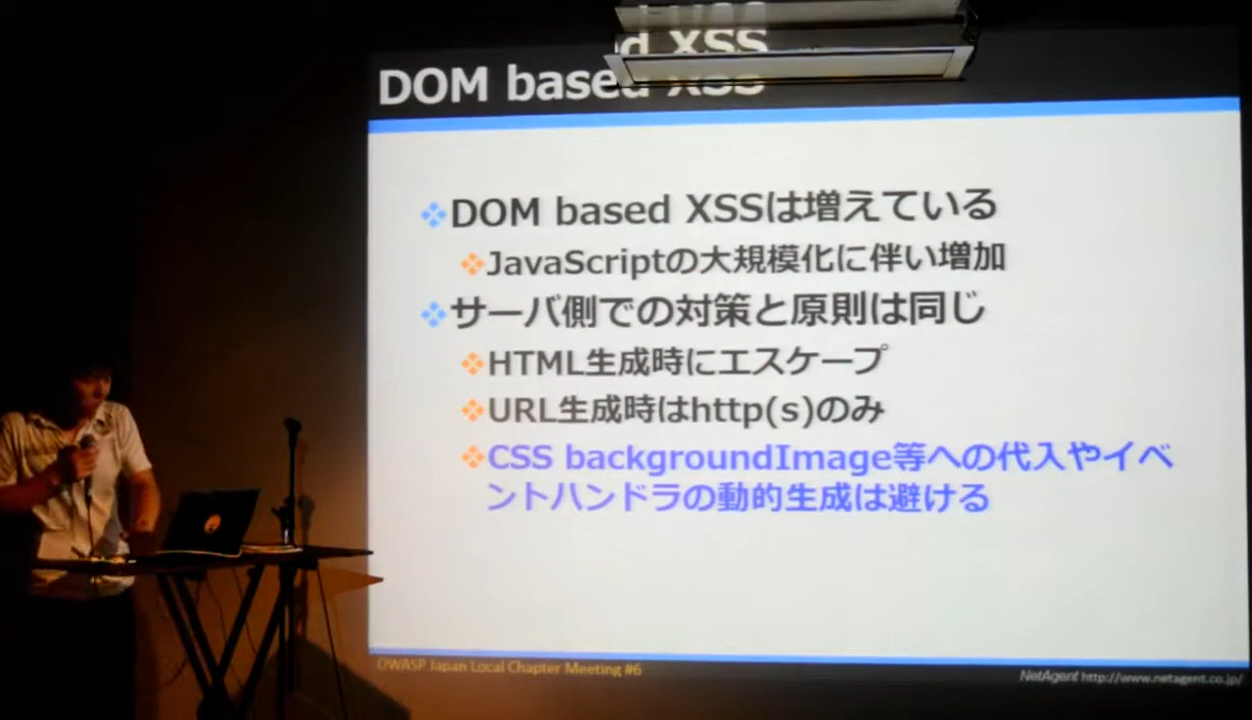 DOM based XSS
DOM based XSSは増えている
JavaScriptの大規模化に伴い増加
サーバ側での対策と原則は同じ
HTML生成時にエスケープ
URL生成時はhttp(s)のみ
CSS backgroundImage等への代入やイベ
ントハンドラの動的生成は避ける
OWASP Japan Local Chapter Meeting #6
NetAgent http://www.netagent.co.jp/